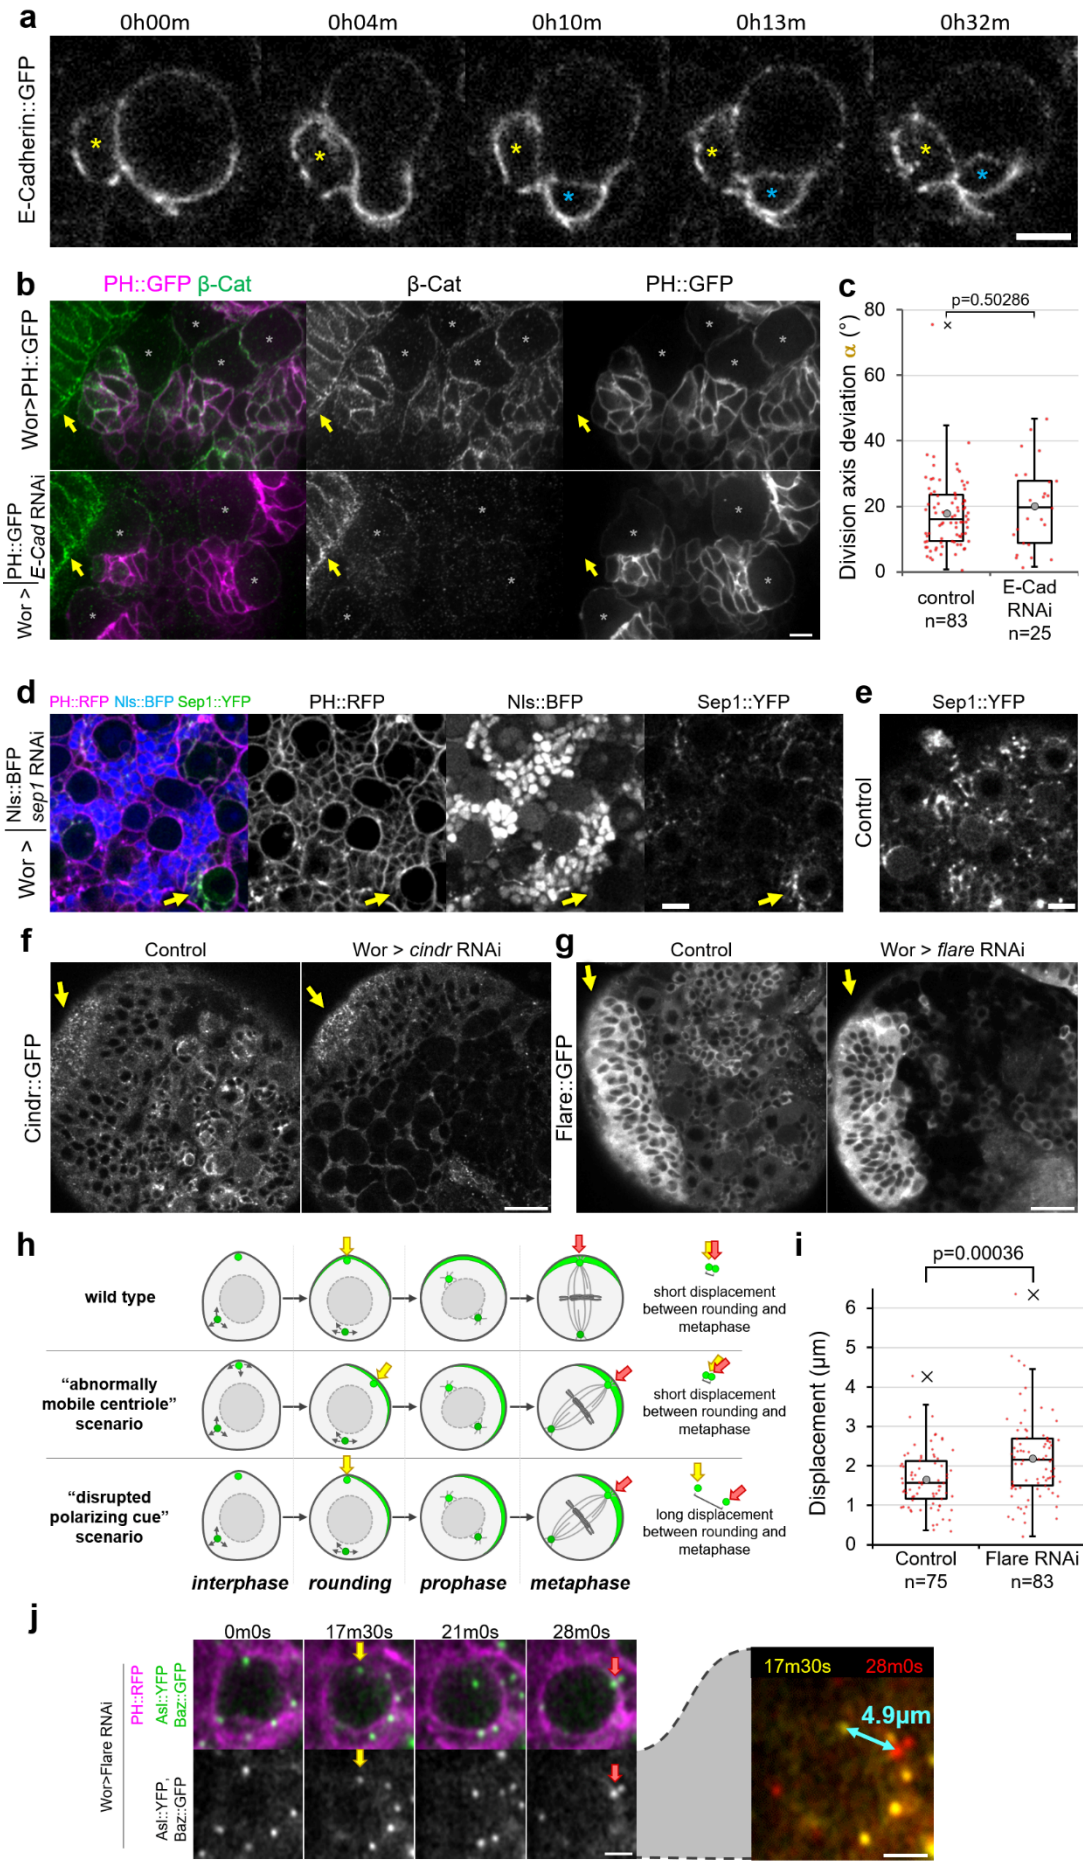 a
0h00m 0h04m 0h10m 0h13m 0h32m
E-Cadherin::GFP
* * * * * * * *
b
PH::GFP β-Cat β-Cat PH::GFP
Wor>PH::GFP
Wor > PH::GFP
E-Cad RNAi
c
p=0.50286
×
Division axis deviation α (°)
80
60
40
20
0
control
n=83
E-Cad
RNAi
n=25
d
PH::RFP Nls::BFP Sep1::YFP PH::RFP Nls::BFP Sep1::YFP
Wor > Nls::BFP
sep1 RNAi
e
Sep1::YFP
Control
f
Control Wor > cindr RNAi
Cindr::GFP
g
Control Wor > flare RNAi
Flare::GFP
h
wild type
short displacement
between rounding and
metaphase
“abnormally
mobile centriole”
scenario
short displacement
between rounding and
metaphase
“disrupted
polarizing cue”
scenario
long displacement
between rounding and
metaphase
interphase rounding prophase metaphase
i
p=0.00036
Displacement (μm)
6
5
4
3
2
1
0
Control
n=75
Flare RNAi
n=83
j
0m0s 17m30s 21m0s 28m0s
Wor>Flare RNAi
PH::RFP
Asl::YFP
Baz::GFP
Asl::YFP,
Baz::GFP
17m30s 28m0s
4.9μm